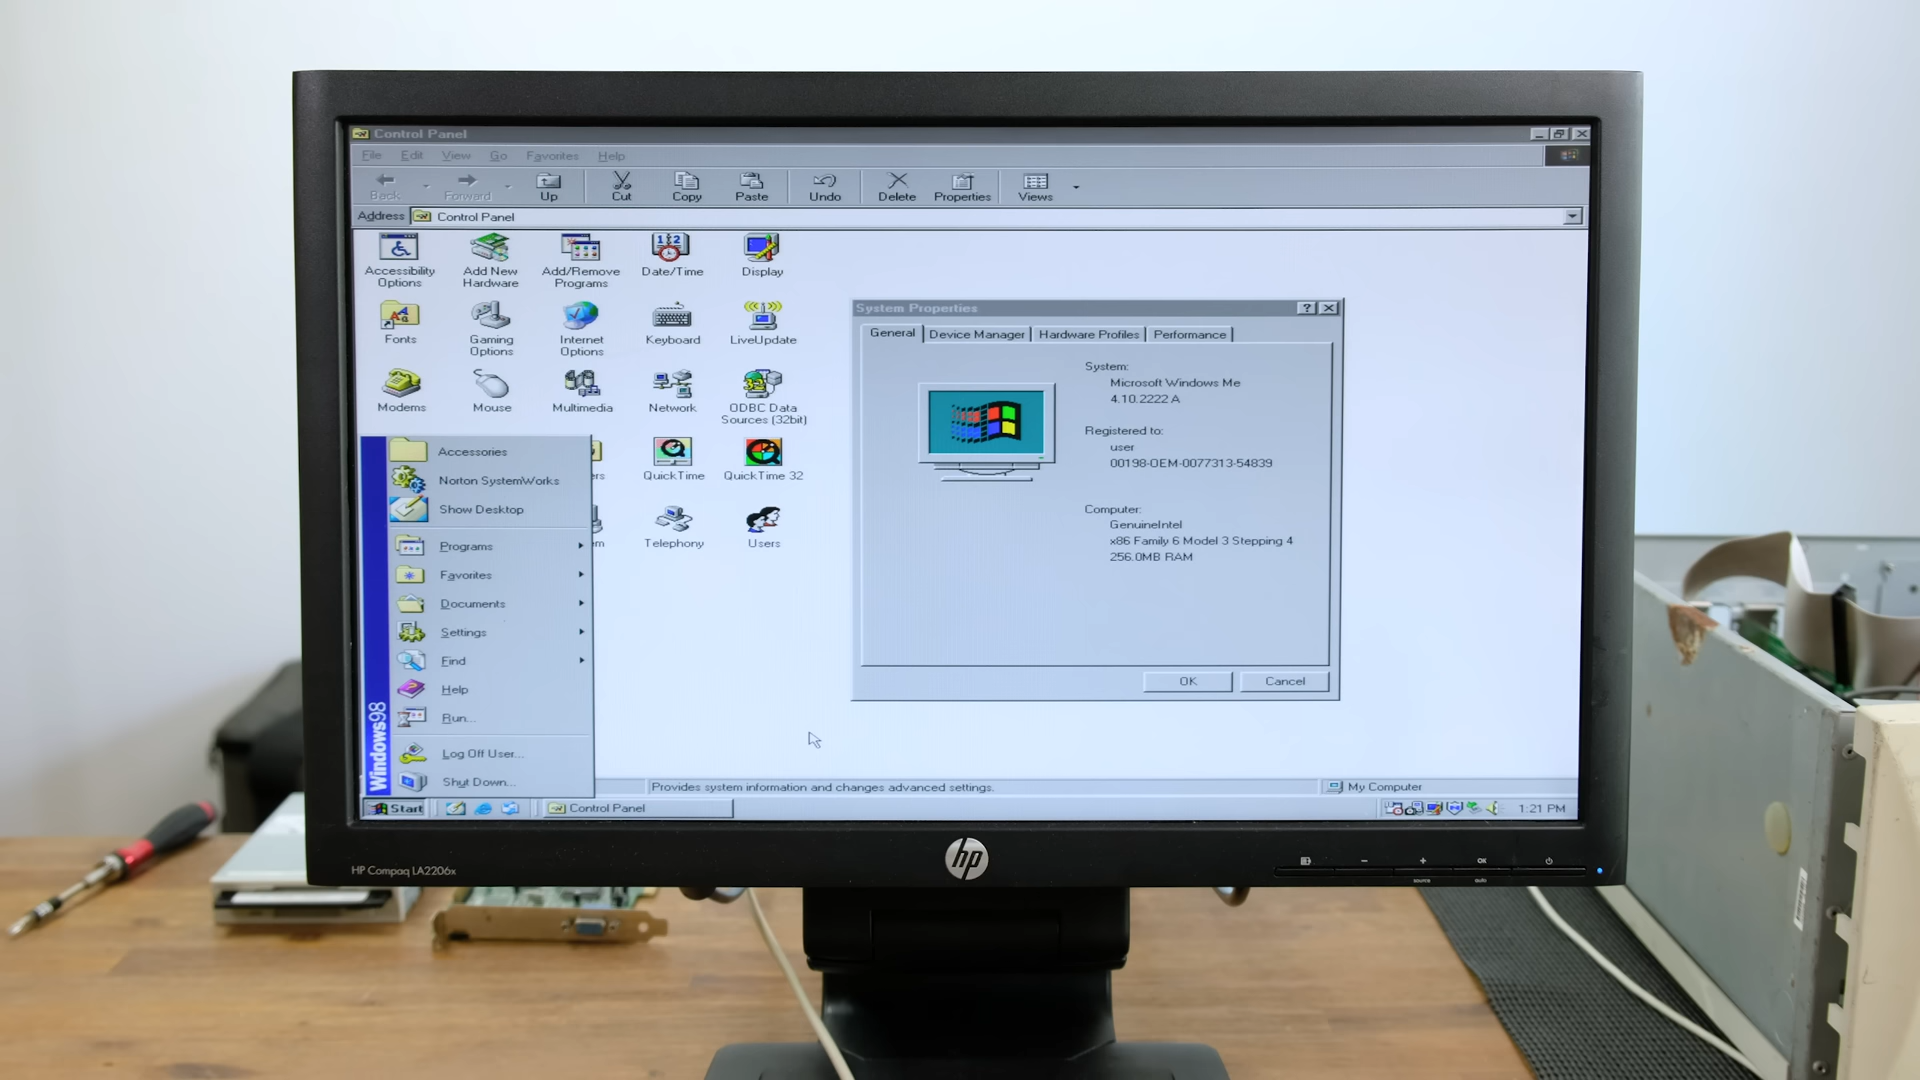 Control Panel
File Edit View Go Favorites Help
Back Forward Up Cut Copy Paste Undo Delete Properties Views
Address Control Panel
Accessibility Options
Add New Hardware
Add/Remove Programs
Date/Time
Display
Fonts
Gaming Options
Internet Options
Keyboard
LiveUpdate
Modems
Mouse
Multimedia
Network
ODBC Data Sources (32bit)
QuickTime
QuickTime 32
Telephony
Users
System Properties
General Device Manager Hardware Profiles Performance
System:
Microsoft Windows Me
4.10.2222 A
Registered to:
user
00198-OEM-0077313-54839
Computer:
GenuineIntel
x86 Family 6 Model 3 Stepping 4
256.0MB RAM
OK Cancel
Accessories
Norton SystemWorks
Show Desktop
Programs
Favorites
Documents
Settings
Find
Help
Run...
Log Off User...
Shut Down...
Windows98
Provides system information and changes advanced settings.
My Computer
Start
Control Panel
1:21 PM
HP Compaq LA2206x
hp
- + OK
source auto